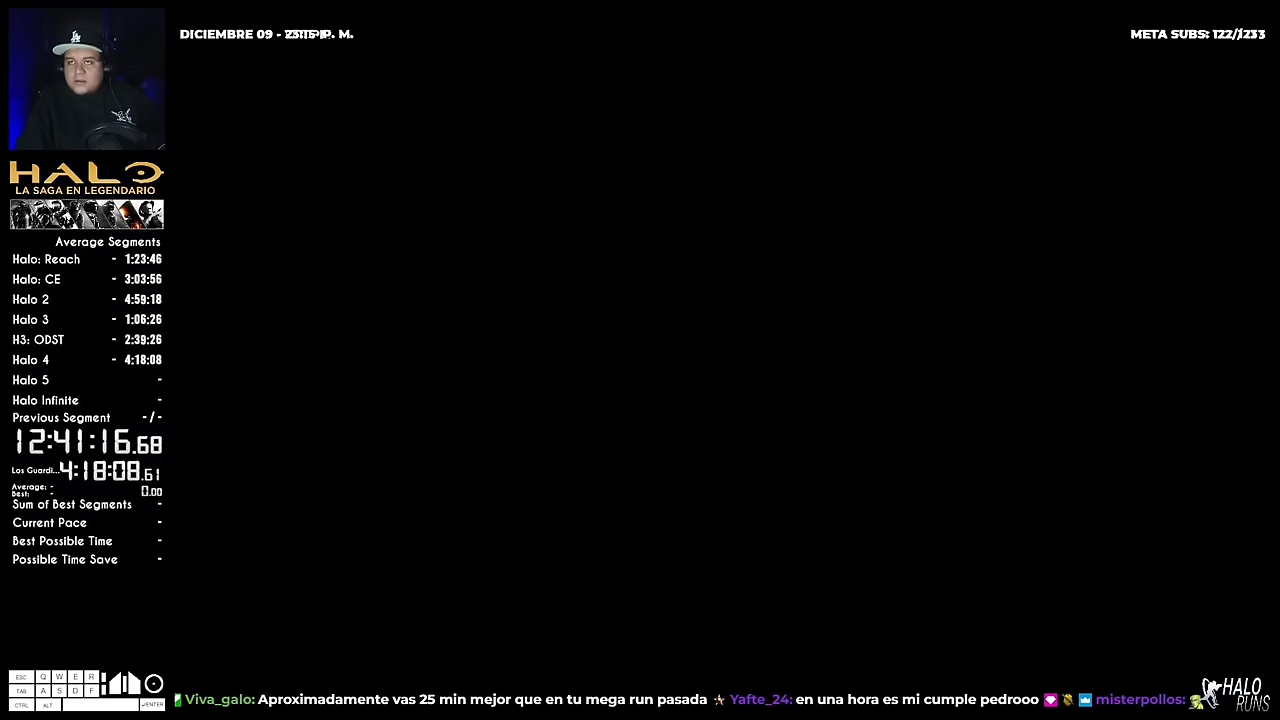 DICIEMBRE 09 - P. M.
META SUBS:
HALO
LA SAGA EN LEGENDARIO
Average Segments
Halo: Reach - 1:23:46
Halo: CE - 3:03:56
Halo 2 - 4:59:18
Halo 3 - 1:06:26
H3: ODST - 2:39:26
Halo 4 - 4:18:08
Halo 5 -
Halo Infinite -
Previous Segment -/-
12:41:16.68
Los Guardi... 4:18:08.61
Average: -
Best: - 0.00
Sum of Best Segments -
Current Pace -
Best Possible Time -
Possible Time Save -
ESC Q W E R
TAB A S D F
CTRL ALT ENTER
Viva_galo: Aproximadamente vas 25 min mejor que en tu mega run pasada Yafte_24: en una hora es mi cumple pedrooo misterpollos:
HALO
RUNS